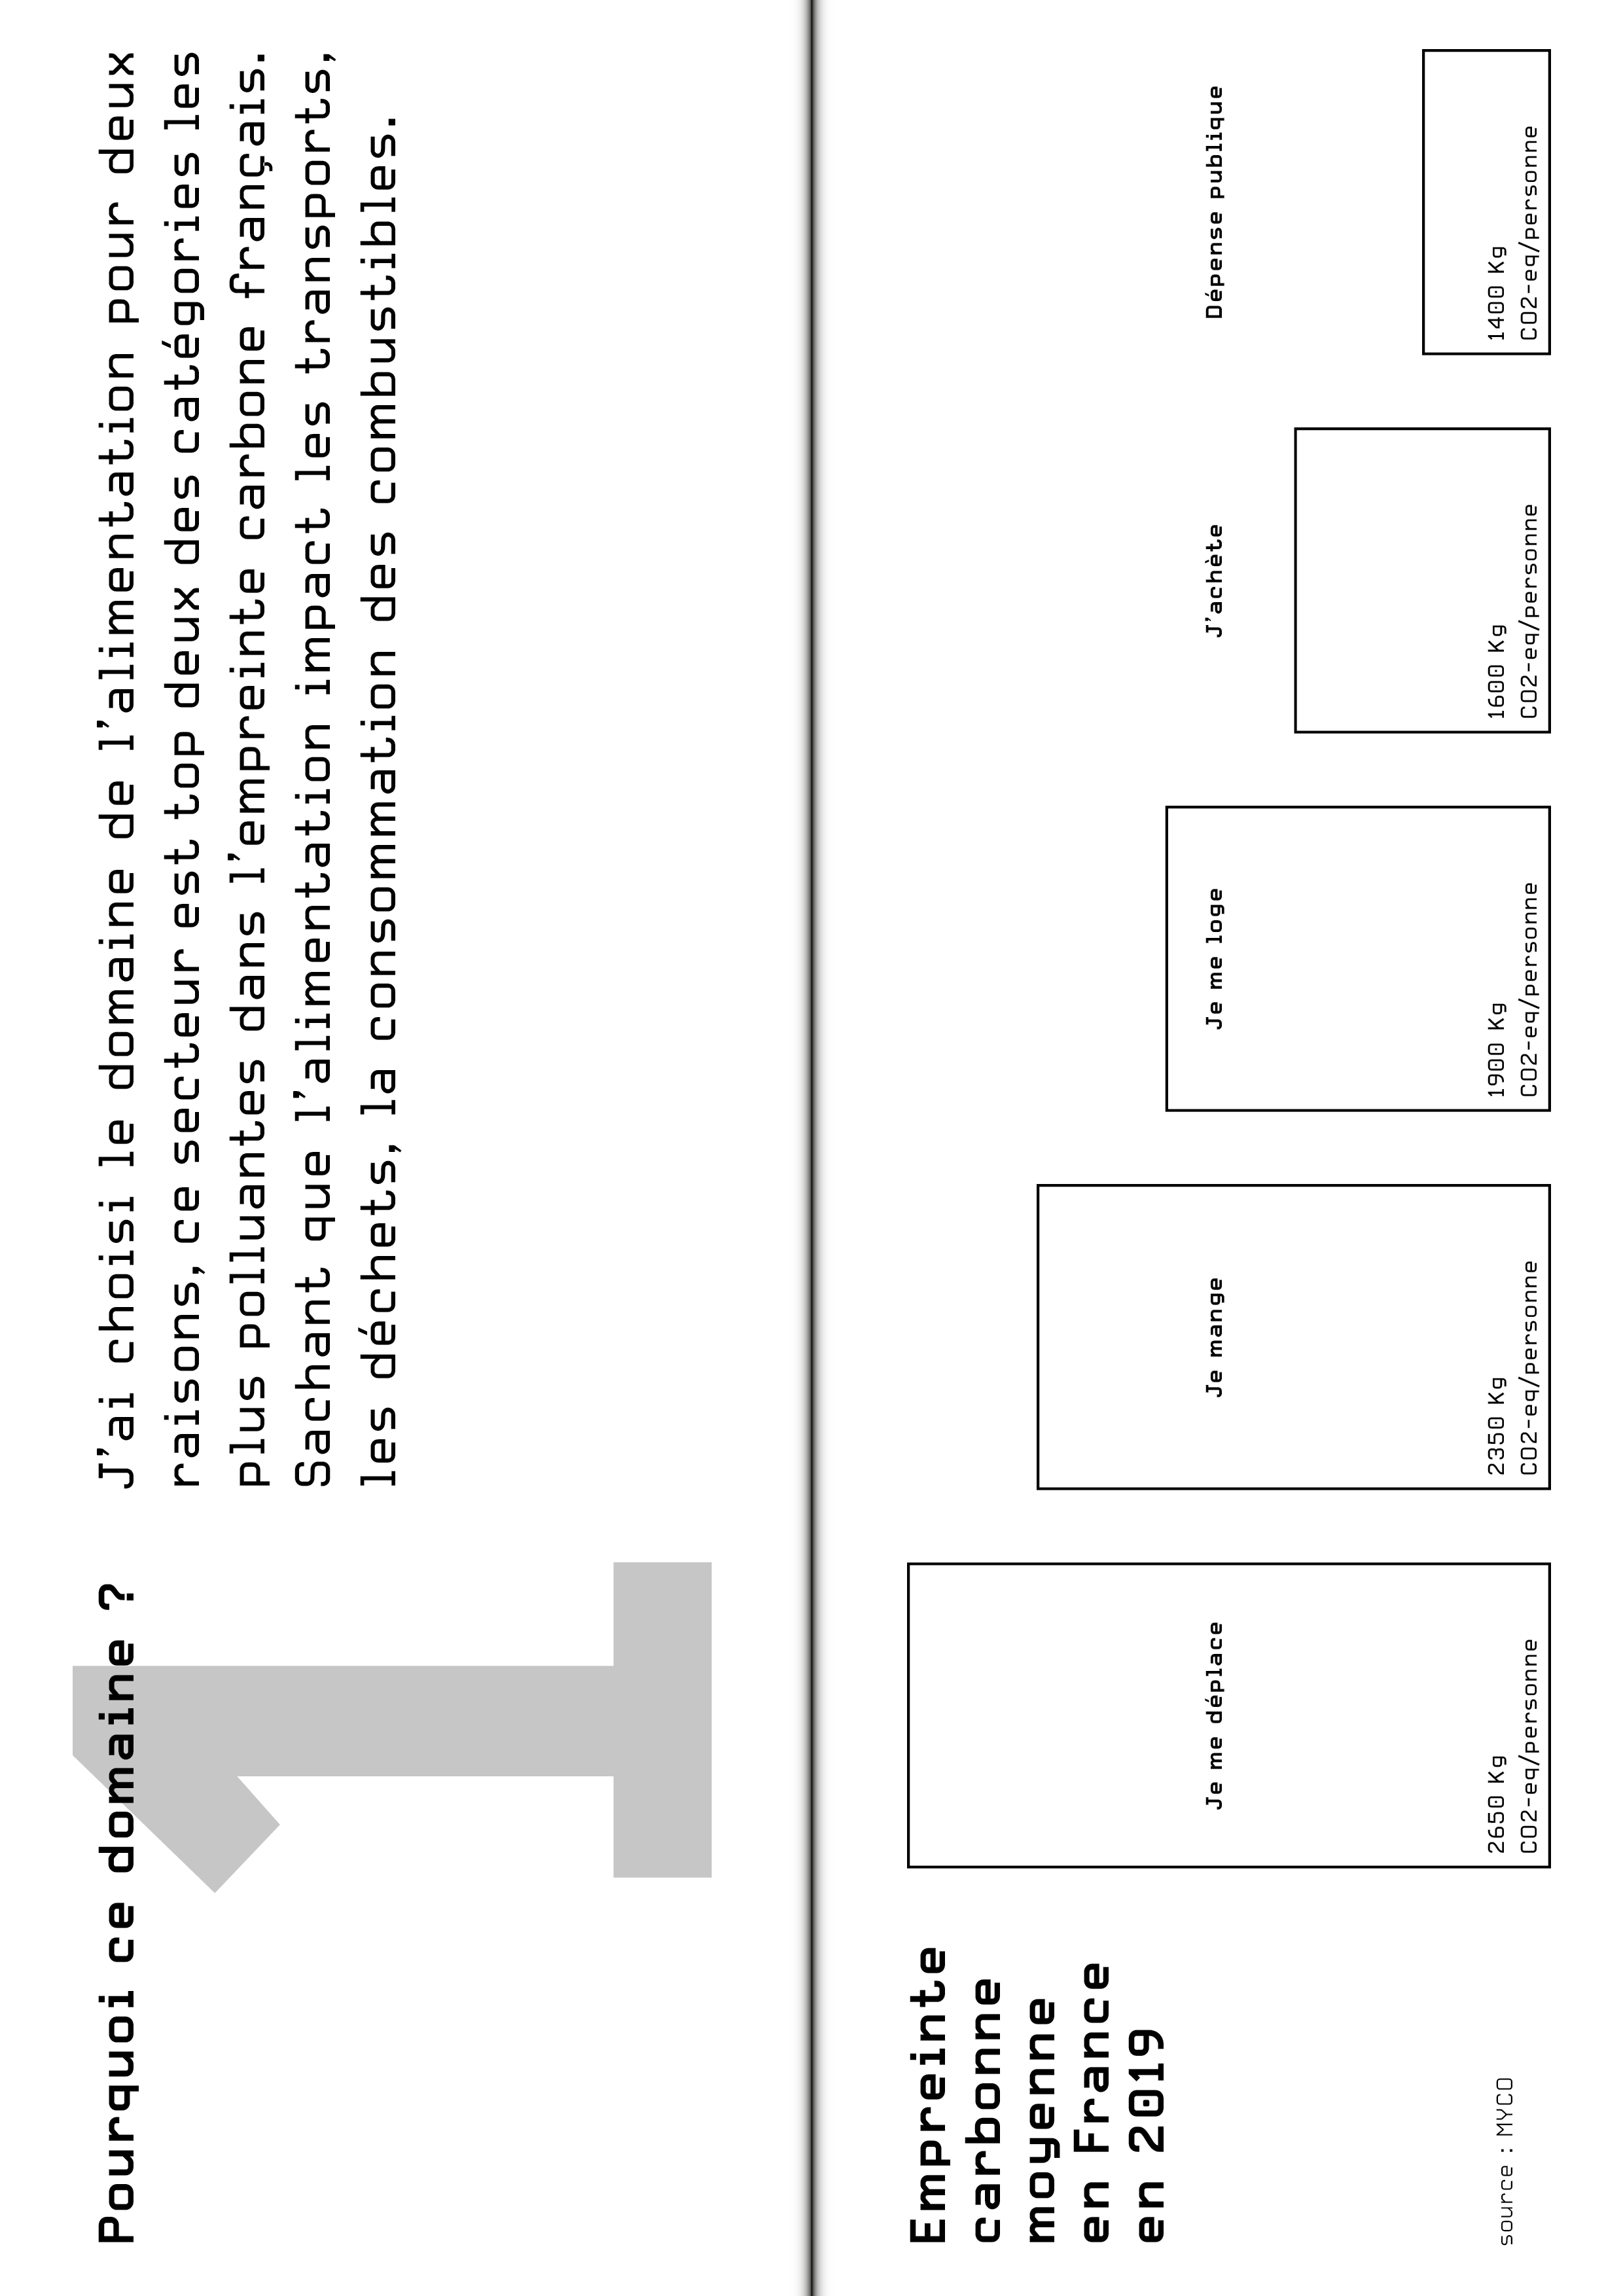 Pourquoi ce domaine ?
1
J’ai choisi le domaine de l’alimentation pour deux
raisons, ce secteur est top deux des catégories les
plus polluantes dans l’empreinte carbone français.
Sachant que l’alimentation impact les transports,
les déchets, la consommation des combustibles.
Empreinte
carbonne
moyenne
en France
en 2019
source : MYCO
Je me déplace
2650 Kg
CO2-eq/personne
Je mange
2350 Kg
CO2-eq/personne
Je me loge
1900 Kg
CO2-eq/personne
J’achète
1600 Kg
CO2-eq/personne
Dépense publique
1400 Kg
CO2-eq/personne